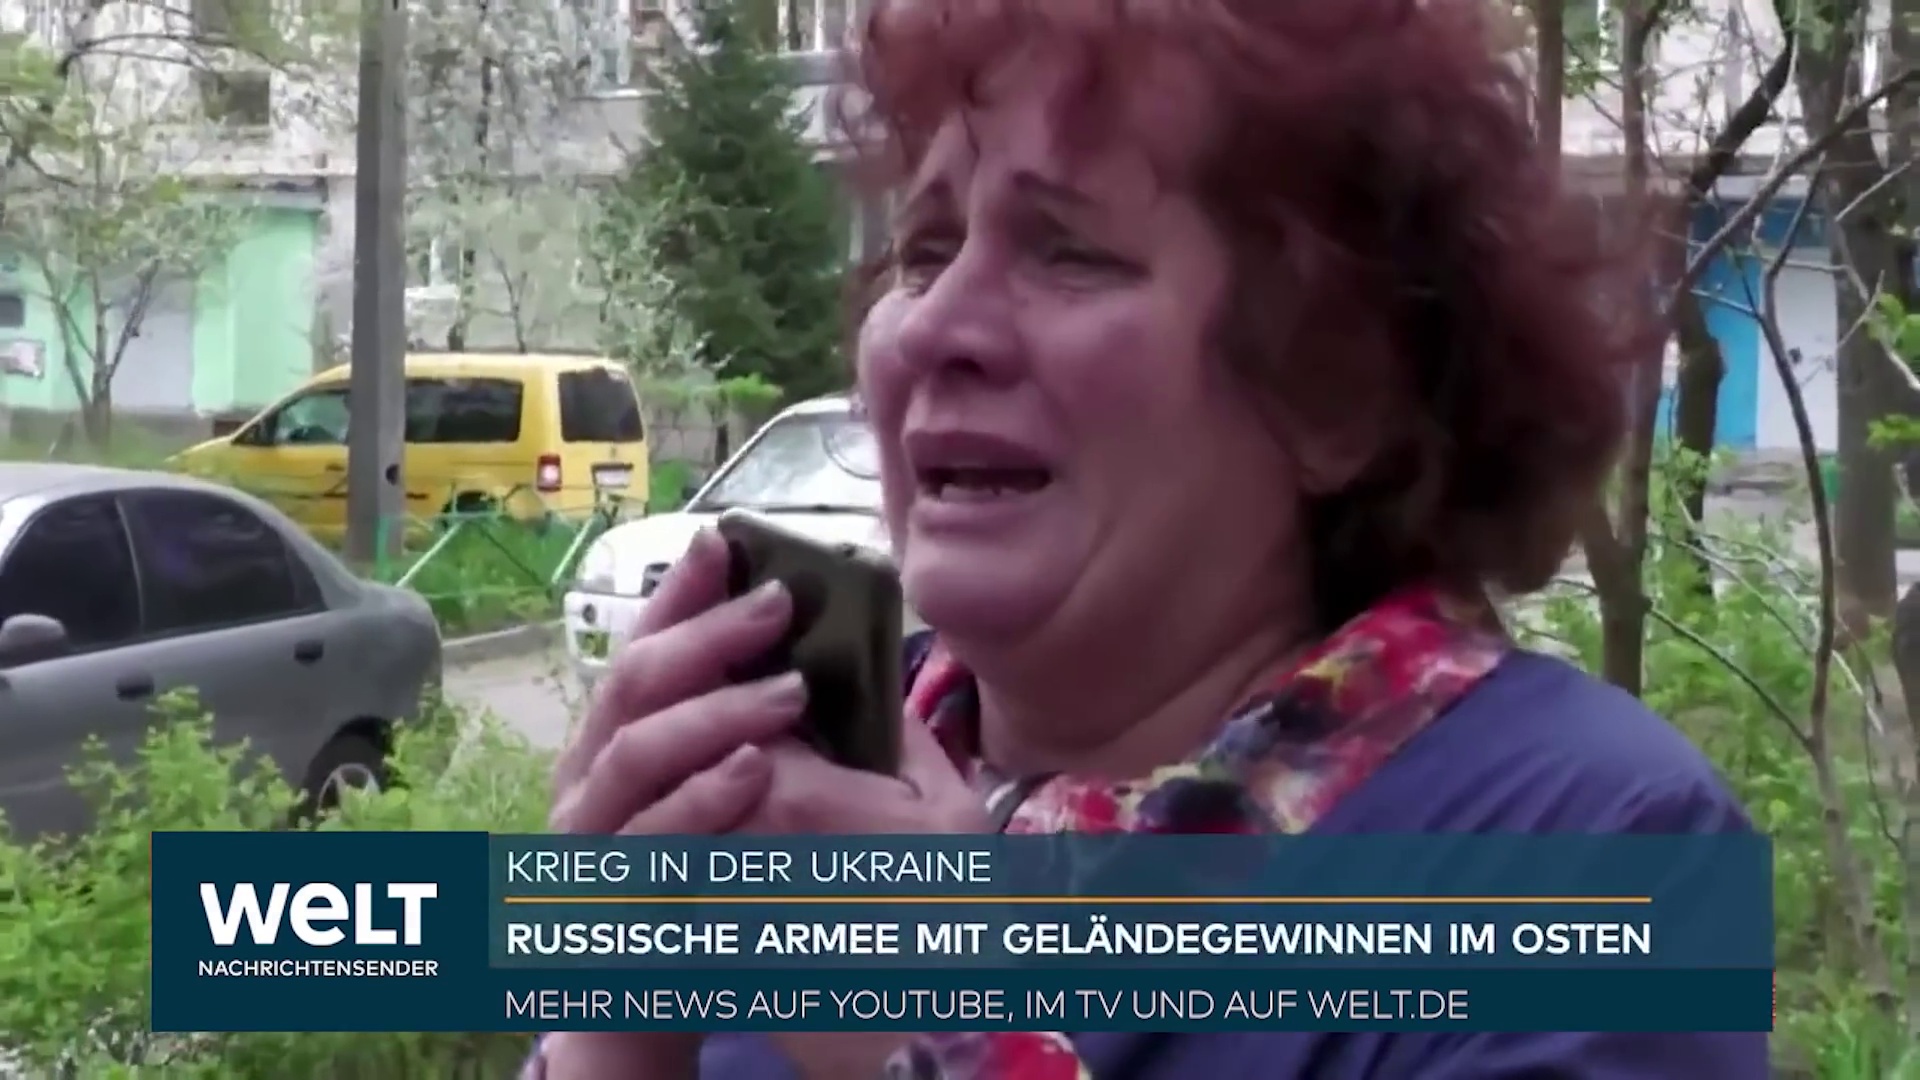 KRIEG IN DER UKRAINE
welt
NACHRICHTENSENDER
RUSSISCHE ARMEE MIT GELÄNDEGEWINNEN IM OSTEN
MEHR NEWS AUF YOUTUBE, IM TV UND AUF WELT.DE